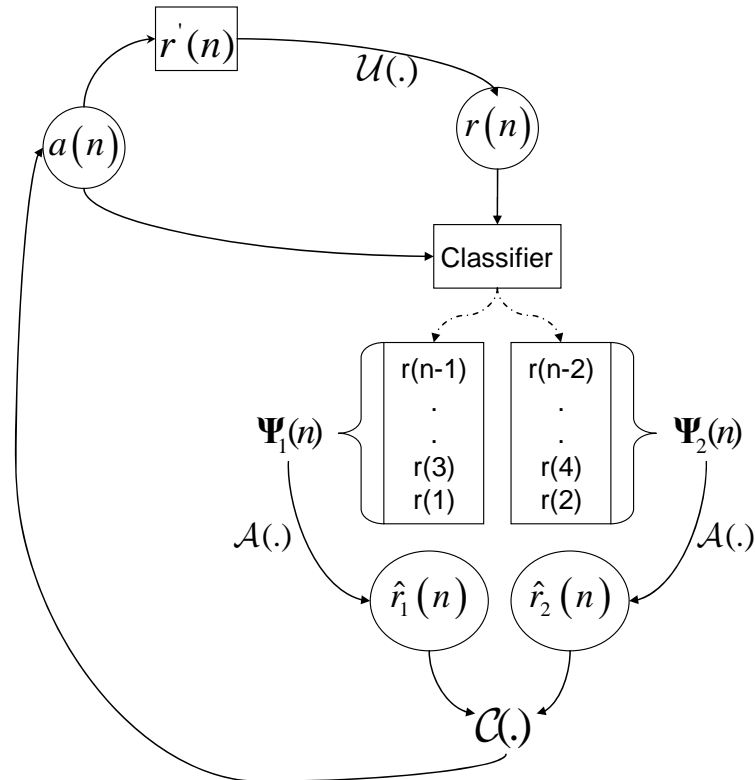 r'(n)
𝒰(.)
a(n)
r(n)
Classifier
r(n-1)
.
.
r(3)
r(1)
r(n-2)
.
.
r(4)
r(2)
Ψ₁(n)
Ψ₂(n)
𝒜(.)
𝒜(.)
r̂₁(n)
r̂₂(n)
𝒞(.)